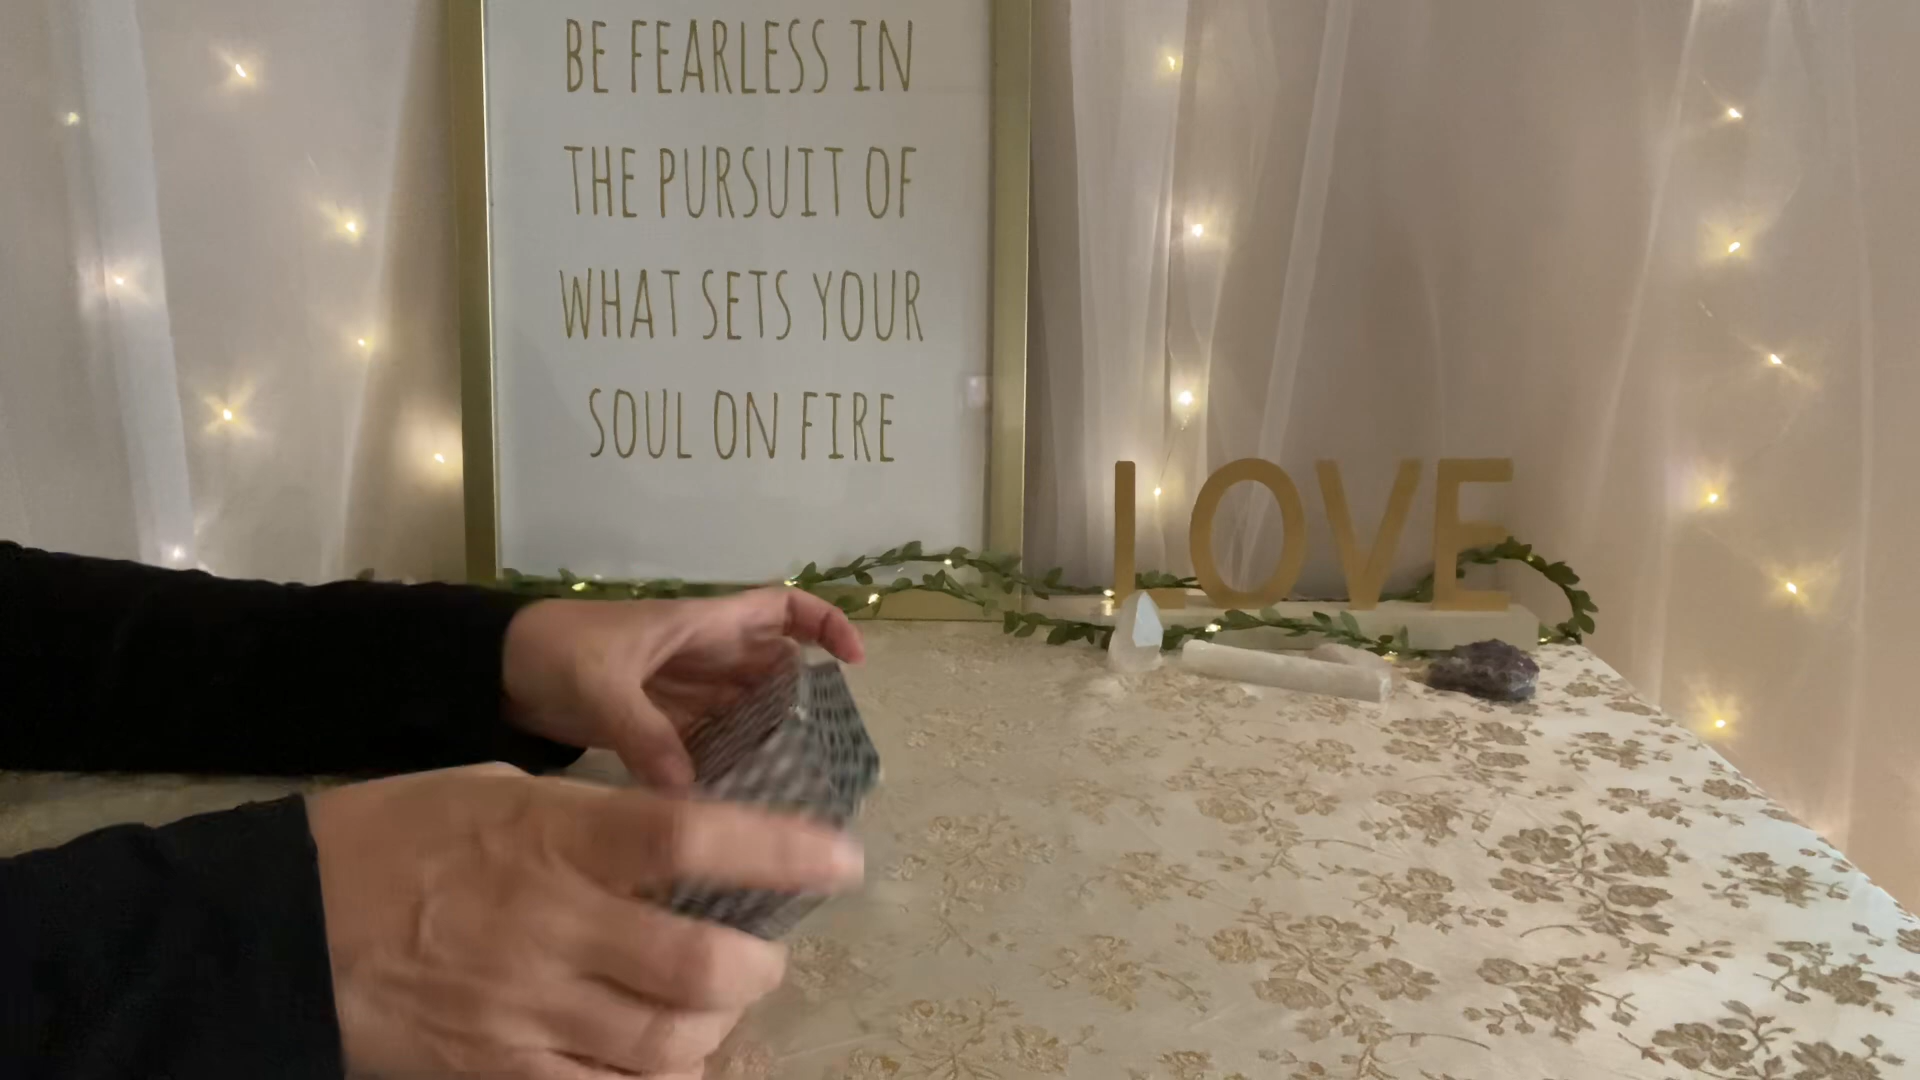 BE FEARLESS IN
THE PURSUIT OF
WHAT SETS YOUR
SOUL ON FIRE
LOVE